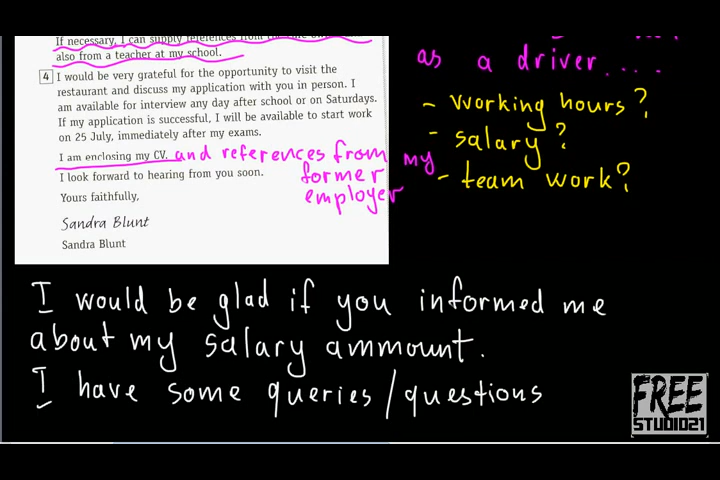 If necessary, I can supply references from
also from a teacher at my school.
4 I would be very grateful for the opportunity to visit the
restaurant and discuss my application with you in person. I
am available for interview any day after school or on Saturdays.
If my application is successful, I will be available to start work
on 25 July, immediately after my exams.
I am enclosing my CV. and references from my
former
employer
I look forward to hearing from you soon.
Yours faithfully,
Sandra Blunt
Sandra Blunt
as a driver....
- working hours?
- salary?
- team work?
I would be glad if you informed me
about my salary ammount.
I have some queries/questions
FREE
STUDIO21